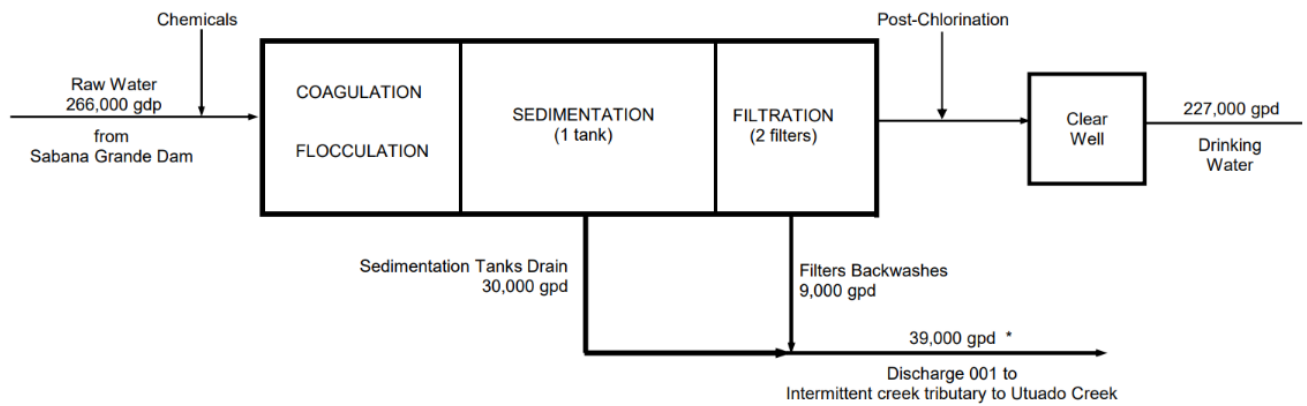 Chemicals
Post-Chlorination
Raw Water
266,000 gdp
from
Sabana Grande Dam
COAGULATION
FLOCCULATION
SEDIMENTATION
(1 tank)
FILTRATION
(2 filters)
Clear
Well
227,000 gpd
Drinking
Water
Sedimentation Tanks Drain
30,000 gpd
Filters Backwashes
9,000 gpd
39,000 gpd *
Discharge 001 to
Intermittent creek tributary to Utuado Creek